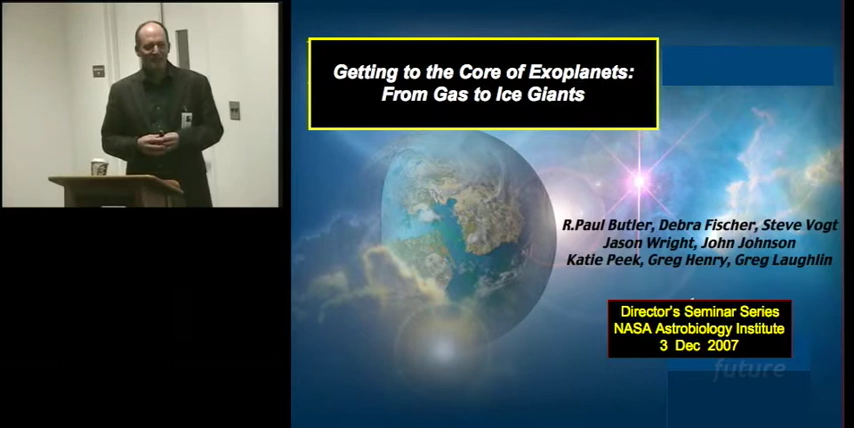 Getting to the Core of Exoplanets:
From Gas to Ice Giants
R.Paul Butler, Debra Fischer, Steve Vogt
Jason Wright, John Johnson
Katie Peek, Greg Henry, Greg Laughlin
Director's Seminar Series
NASA Astrobiology Institute
3 Dec 2007
future